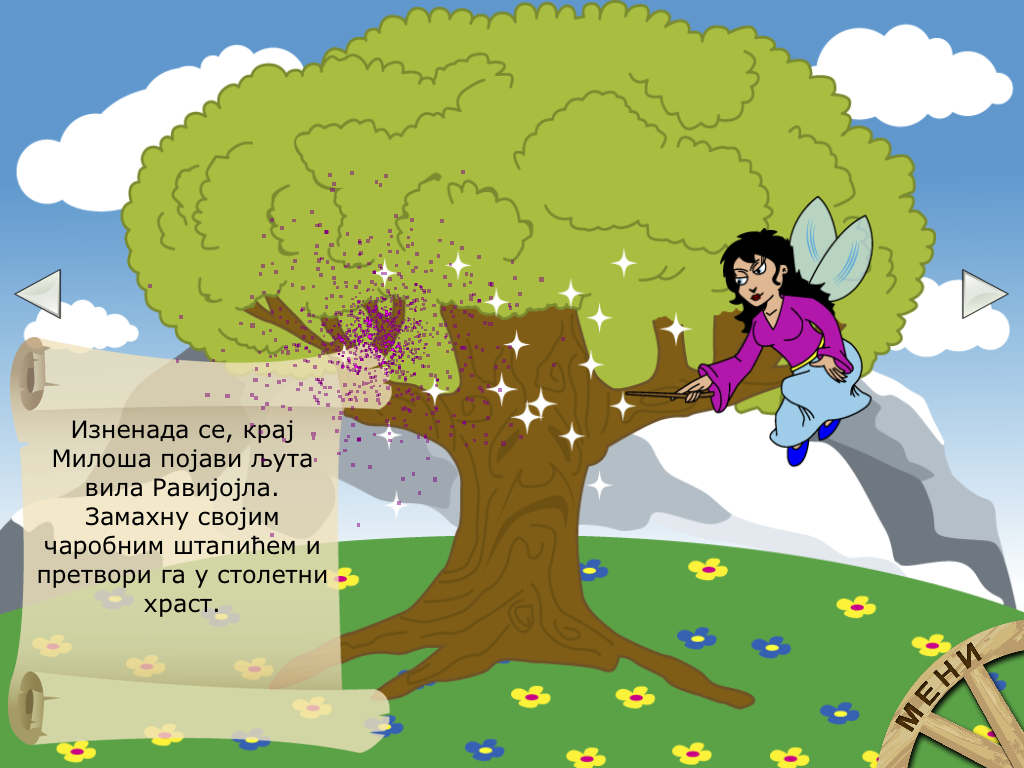 Изненада се, крај
Милоша појави љута
вила Равијојла.
Замахну својим
чаробним штапићем и
претвори га у столетни
храст.
МЕНИ